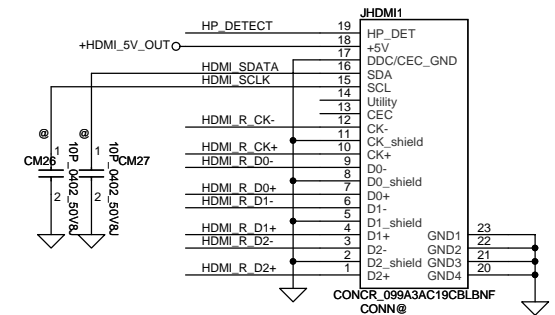 JHDMI1
HP_DETECT 19 HP_DET
+HDMI_5V_OUT 18 +5V
17 DDC/CEC_GND
HDMI_SDATA 16 SDA
HDMI_SCLK 15 SCL
14 Utility
13 CEC
HDMI_R_CK- 12 CK-
11 CK_shield
HDMI_R_CK+ 10 CK+
HDMI_R_D0- 9 D0-
8 D0_shield
HDMI_R_D0+ 7 D0+
HDMI_R_D1- 6 D1-
5 D1_shield
HDMI_R_D1+ 4 D1+ GND1 23
HDMI_R_D2- 3 D2- GND2 22
2 D2_shield GND3 21
HDMI_R_D2+ 1 D2+ GND4 20
CONCR_099A3AC19CBLBNF
CONN@
@
1
CM26
2
10P_0402_50V8J
@
1
CM27
2
10P_0402_50V8J